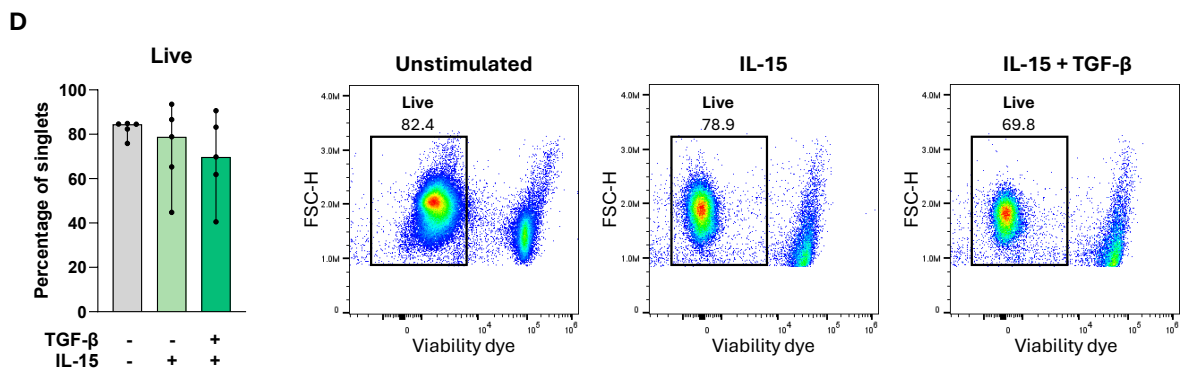 D
Live
Percentage of singlets
100
80
60
40
20
0
TGF-β - - +
IL-15 - + +
Unstimulated
FSC-H
4.0M
3.0M
2.0M
1.0M
0
Live
82.4
0 10^4 10^5 10^6
Viability dye
IL-15
FSC-H
4.0M
3.0M
2.0M
1.0M
0
Live
78.9
0 10^4 10^5 10^6
Viability dye
IL-15 + TGF-β
FSC-H
4.0M
3.0M
2.0M
1.0M
0
Live
69.8
0 10^4 10^5 10^6
Viability dye